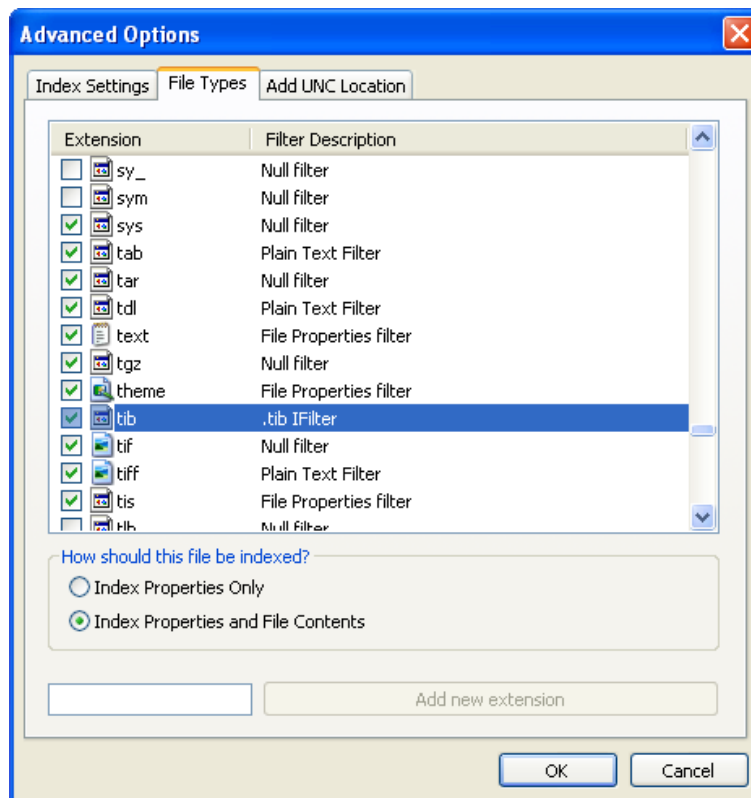 Advanced Options
Index Settings File Types Add UNC Location
Extension Filter Description
sy_ Null filter
sym Null filter
sys Null filter
tab Plain Text Filter
tar Null filter
tdl Plain Text Filter
text File Properties filter
tgz Null filter
theme File Properties filter
tib .tib IFilter
tif Null filter
tiff Plain Text Filter
tis File Properties filter
tlb Null filter
How should this file be indexed?
Index Properties Only
Index Properties and File Contents
Add new extension
OK Cancel